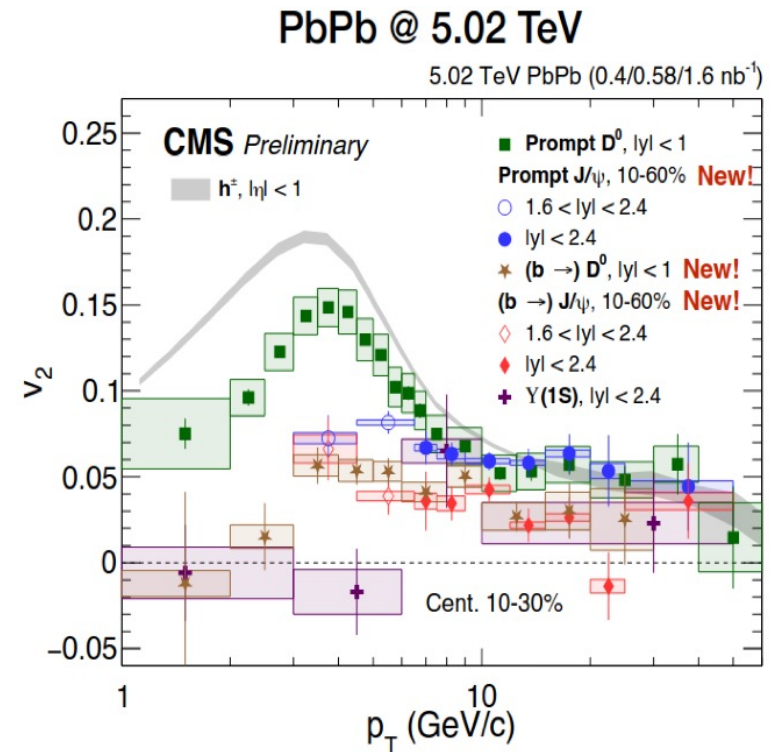 PbPb @ 5.02 TeV
5.02 TeV PbPb (0.4/0.58/1.6 nb⁻¹)
CMS Preliminary
h±, |η| < 1
Prompt D⁰, |y| < 1
Prompt J/ψ, 10-60% New!
1.6 < |y| < 2.4
|y| < 2.4
(b →) D⁰, |y| < 1 New!
(b →) J/ψ, 10-60% New!
1.6 < |y| < 2.4
|y| < 2.4
Υ(1S), |y| < 2.4
Cent. 10-30%
v₂
0.25
0.2
0.15
0.1
0.05
0
−0.05
1
10
p_T (GeV/c)